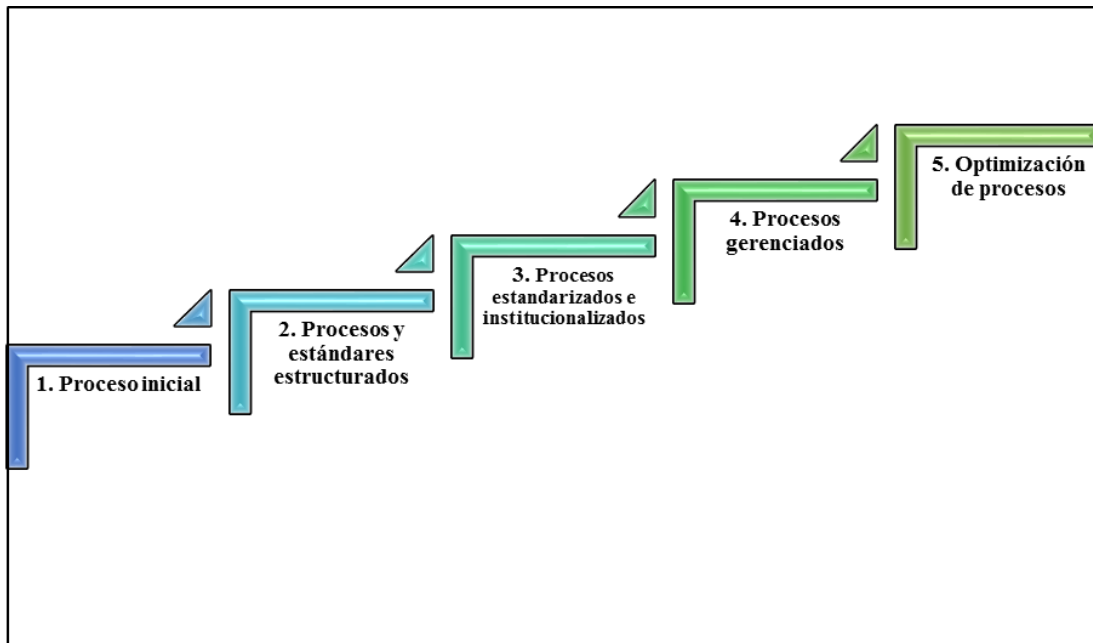 1. Proceso inicial
2. Procesos y
estándares
estructurados
3. Procesos
estandarizados e
institucionalizados
4. Procesos
gerenciados
5. Optimización
de procesos